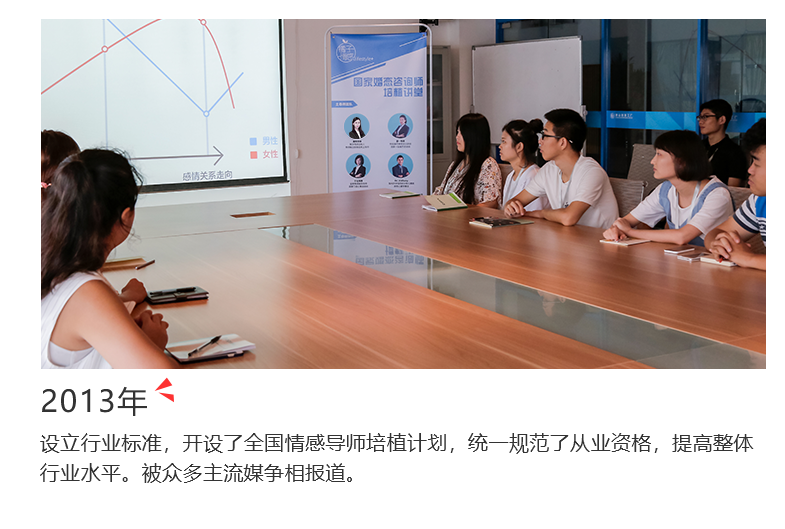 国家婚恋咨询师
培植讲堂
男性
女性
感情关系走向
2013年
设立行业标准，开设了全国情感导师培植计划，统一规范了从业资格，提高整体
行业水平。被众多主流媒争相报道。